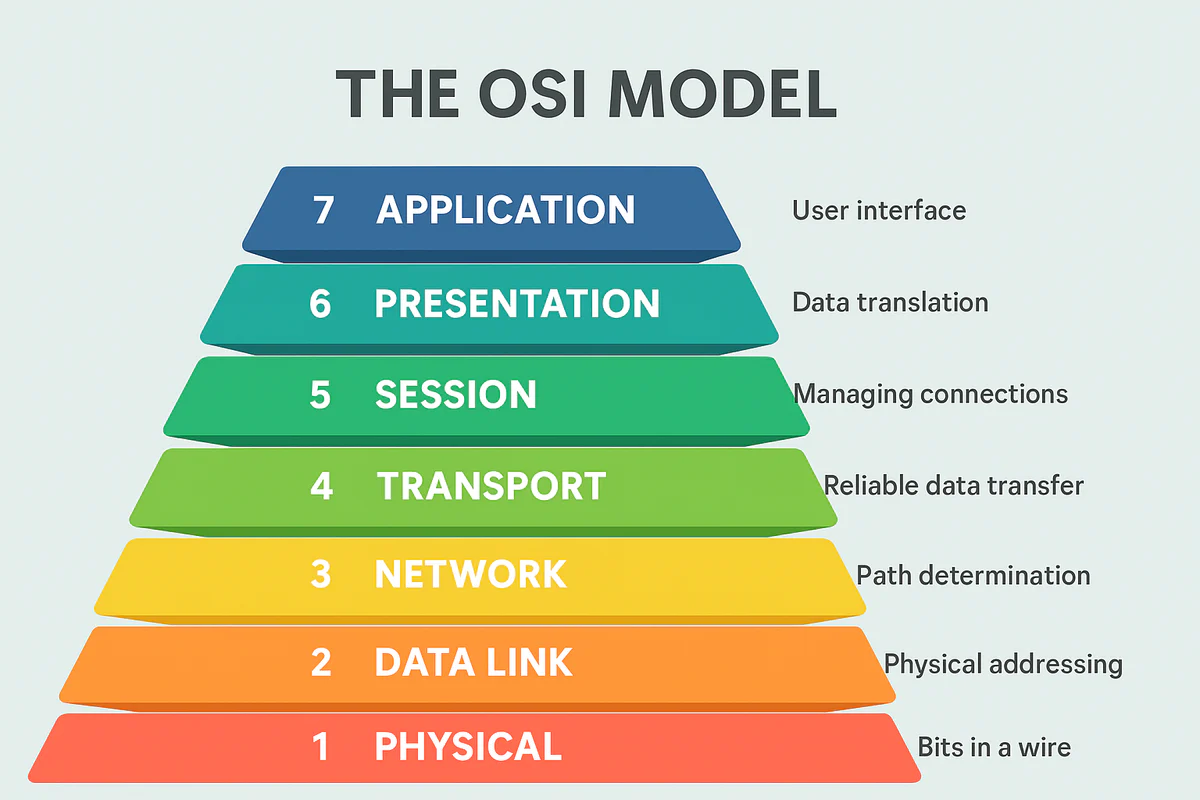 THE OSI MODEL
7 APPLICATION User interface
6 PRESENTATION Data translation
5 SESSION Managing connections
4 TRANSPORT Reliable data transfer
3 NETWORK Path determination
2 DATA LINK Physical addressing
1 PHYSICAL Bits in a wire